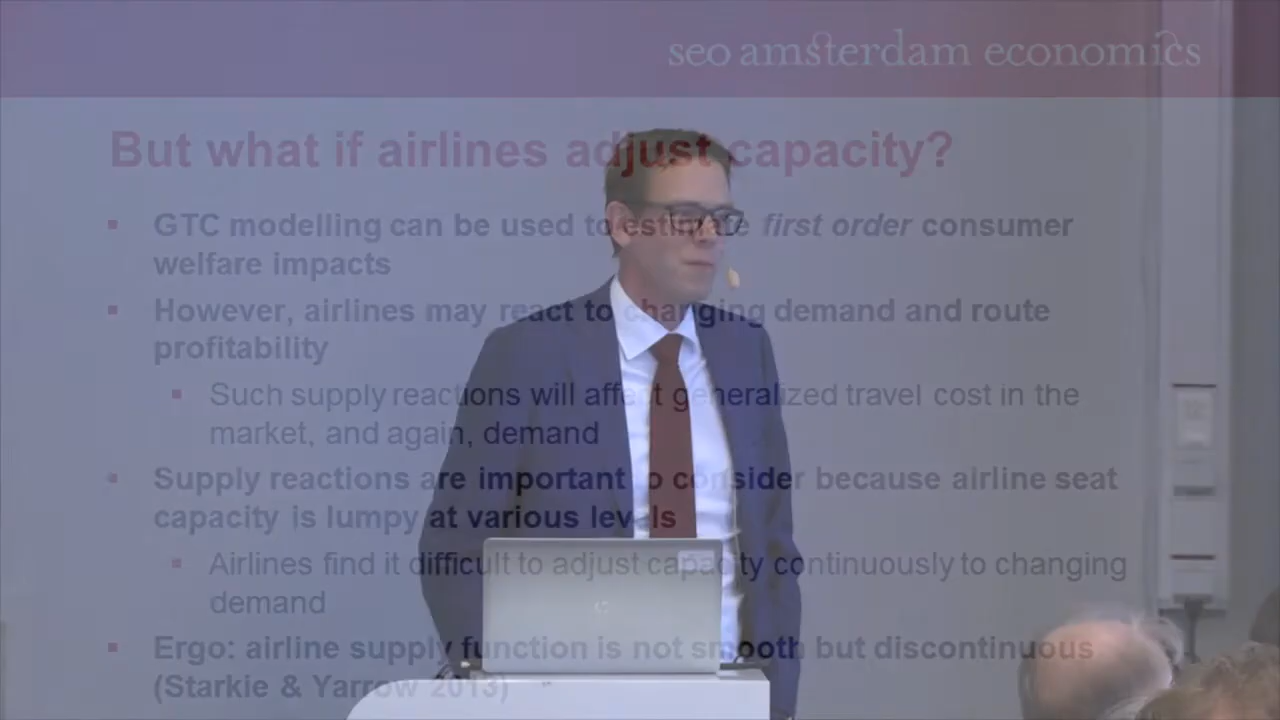 seo amsterdam economics
But what if airlines adjust capacity?
GTC modelling can be used to estimate first order consumer
welfare impacts
However, airlines may react to changing demand and route
profitability
Such supply reactions will affect generalized travel cost in the
market, and again, demand
Supply reactions are important to consider because airline seat
capacity is lumpy at various levels
Airlines find it difficult to adjust capacity continuously to changing
demand
Ergo: airline supply function is not smooth but discontinuous
(Starkie & Yarrow 2013)
hp